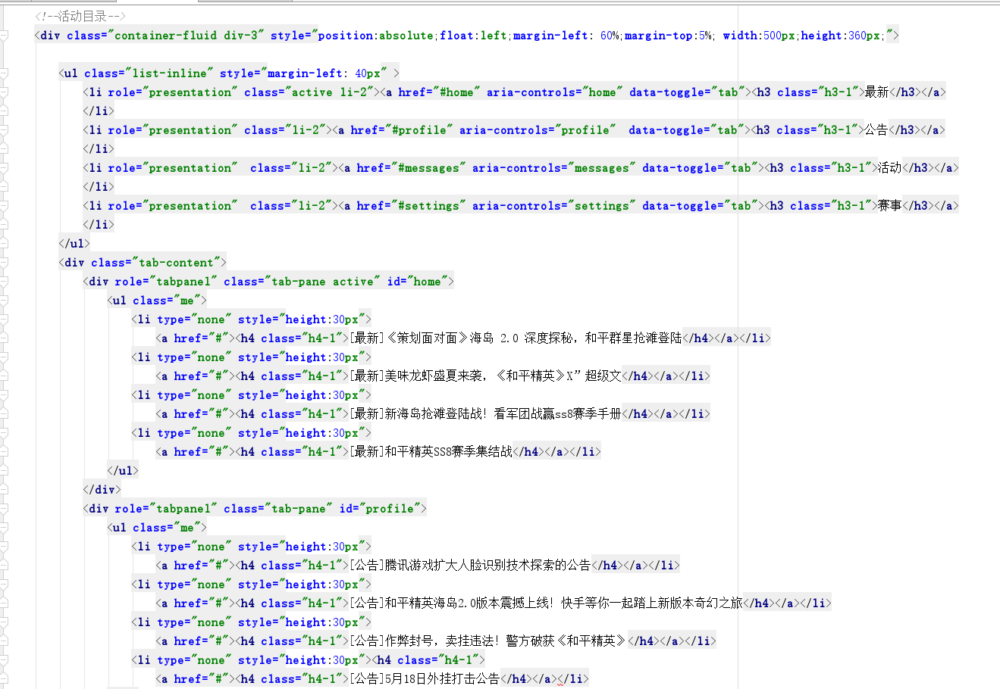 <!--活动目录-->
<div class="container-fluid div-3" style="position:absolute;float:left;margin-left: 60%;margin-top:5%; width:500px;height:360px;">
<ul class="list-inline" style="margin-left: 40px" >
<li role="presentation" class="active li-2"><a href="#home" aria-controls="home" data-toggle="tab"><h3 class="h3-1">最新</h3></a>
</li>
<li role="presentation" class="li-2"><a href="#profile" aria-controls="profile"  data-toggle="tab"><h3 class="h3-1">公告</h3></a>
</li>
<li role="presentation"  class="li-2"><a href="#messages" aria-controls="messages" data-toggle="tab"><h3 class="h3-1">活动</h3></a>
</li>
<li role="presentation"  class="li-2"><a href="#settings" aria-controls="settings" data-toggle="tab"><h3 class="h3-1">赛事</h3></a>
</li>
</ul>
<div class="tab-content">
<div role="tabpanel" class="tab-pane active" id="home">
<ul class="me">
<li type="none" style="height:30px">
<a href="#"><h4 class="h4-1">[最新]《策划面对面》海岛 2.0 深度探秘，和平群星抢滩登陆</h4></a></li>
<li type="none" style="height:30px">
<a href="#"><h4 class="h4-1">[最新]美味龙虾盛夏来袭，《和平精英》X”超级文</h4></a></li>
<li type="none" style="height:30px">
<a href="#"><h4 class="h4-1">[最新]新海岛抢滩登陆战！看军团战赢ss8赛季手册</h4></a></li>
<li type="none" style="height:30px">
<a href="#"><h4 class="h4-1">[最新]和平精英SS8赛季集结战</h4></a></li>
</ul>
</div>
<div role="tabpanel" class="tab-pane" id="profile">
<ul class="me">
<li type="none" style="height:30px">
<a href="#"><h4 class="h4-1">[公告]腾讯游戏扩大人脸识别技术探索的公告</h4></a></li>
<li type="none" style="height:30px">
<a href="#"><h4 class="h4-1">[公告]和平精英海岛2.0版本震撼上线！快手等你一起踏上新版本奇幻之旅</h4></a></li>
<li type="none" style="height:30px">
<a href="#"><h4 class="h4-1">[公告]作弊封号，卖挂违法！警方破获《和平精英》</h4></a></li>
<li type="none" style="height:30px"><h4 class="h4-1">
<a href="#"><h4 class="h4-1">[公告]5月18日外挂打击公告</h4></a></li>